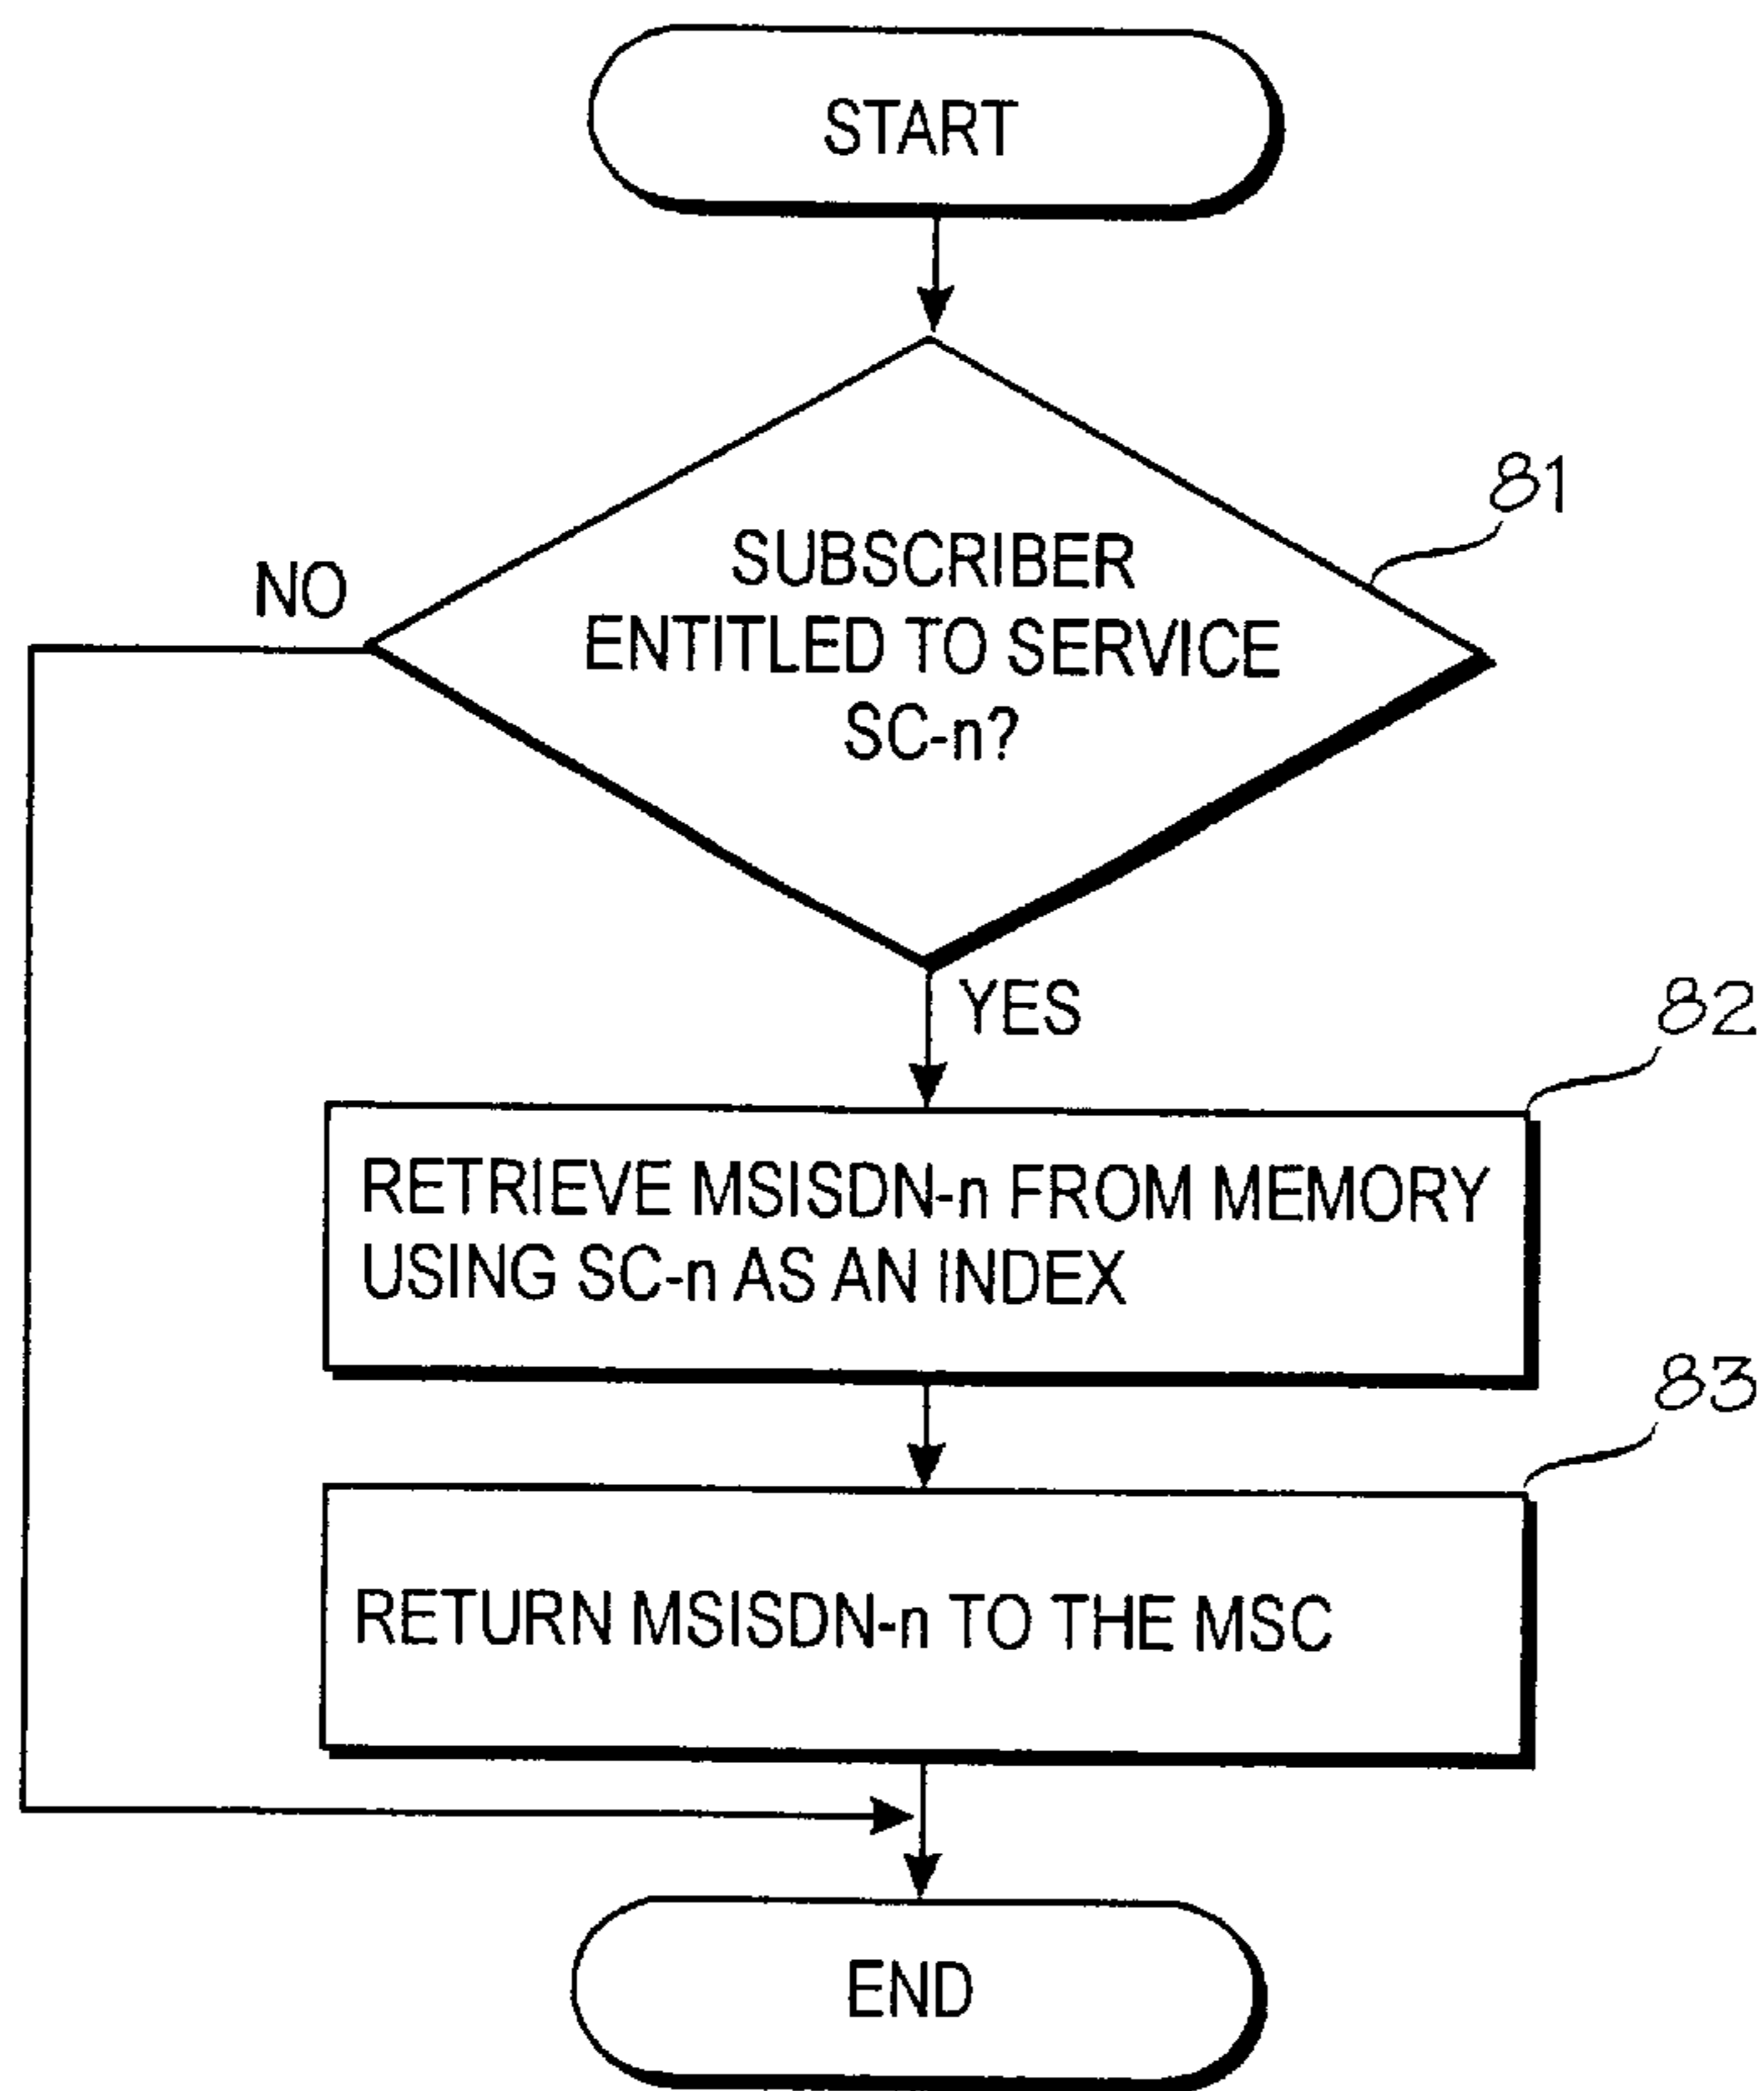 START
81
SUBSCRIBER
ENTITLED TO SERVICE
SC-n?
NO
YES
82
RETRIEVE MSISDN-n FROM MEMORY
USING SC-n AS AN INDEX
83
RETURN MSISDN-n TO THE MSC
END